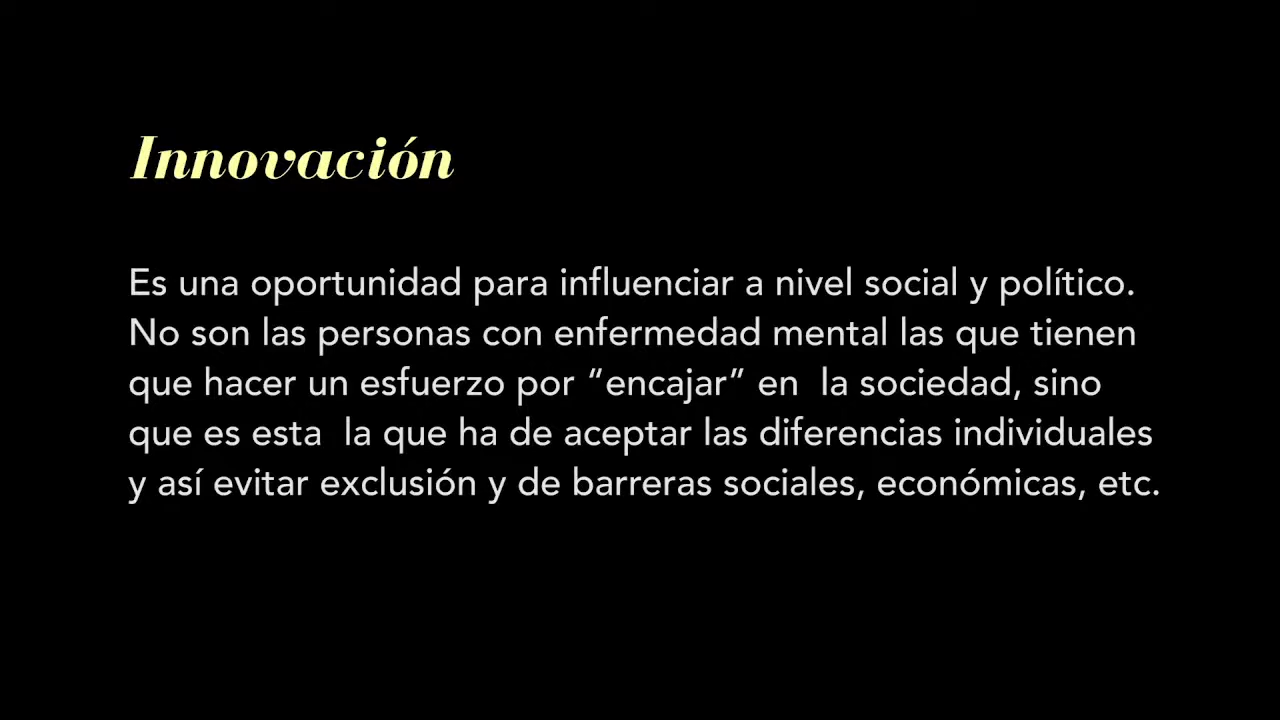 Innovación
Es una oportunidad para influenciar a nivel social y político.
No son las personas con enfermedad mental las que tienen
que hacer un esfuerzo por “encajar” en  la sociedad, sino
que es esta  la que ha de aceptar las diferencias individuales
y así evitar exclusión y de barreras sociales, económicas, etc.